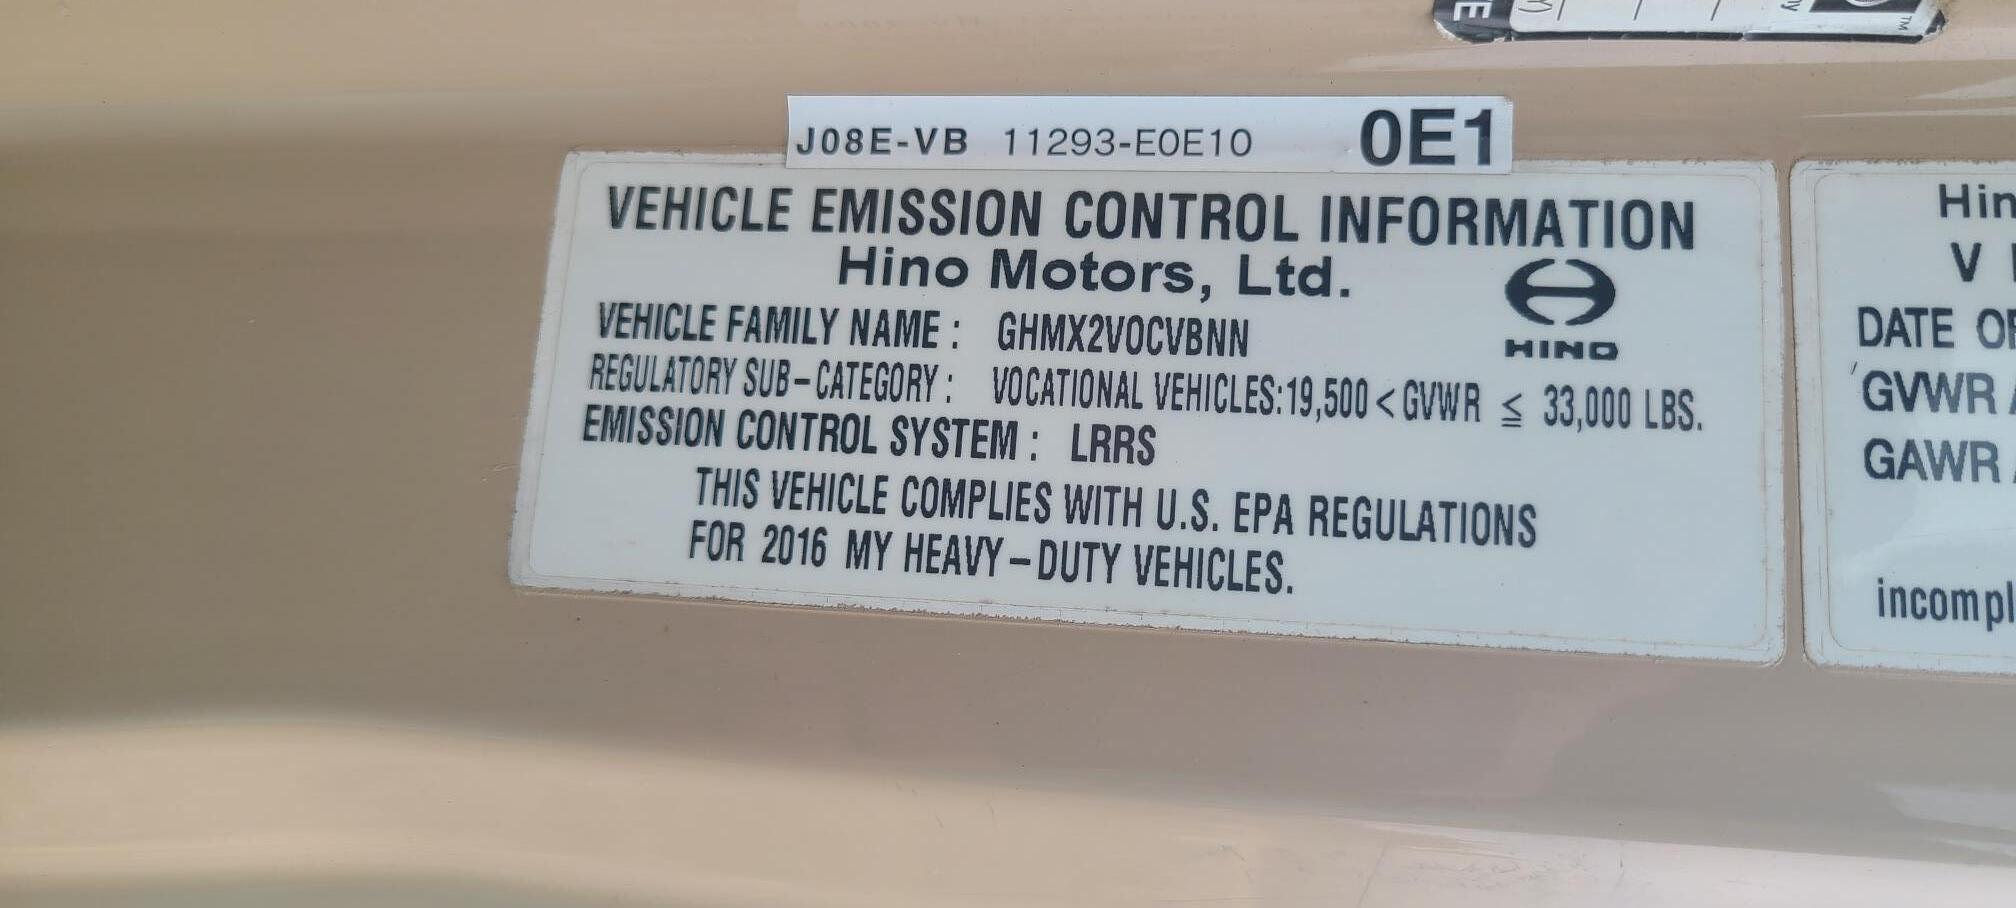 J08E-VB 11293-E0E10 0E1
VEHICLE EMISSION CONTROL INFORMATION
Hino Motors, Ltd.
HINO
VEHICLE FAMILY NAME : GHMX2VOCVBNN
REGULATORY SUB-CATEGORY : VOCATIONAL VEHICLES:19,500 < GVWR ≦ 33,000 LBS.
EMISSION CONTROL SYSTEM : LRRS
THIS VEHICLE COMPLIES WITH U.S. EPA REGULATIONS
FOR 2016 MY HEAVY-DUTY VEHICLES.
Hin
V
DATE OF
GVWR
GAWR
incompl